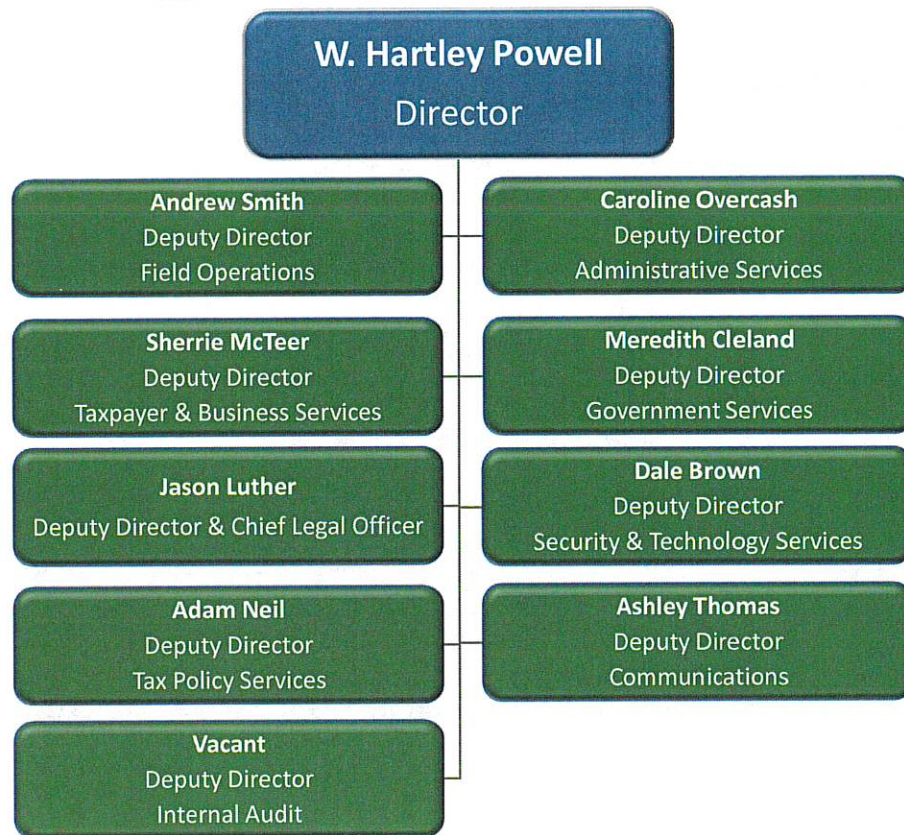 W. Hartley Powell
Director
Andrew Smith
Deputy Director
Field Operations
Caroline Overcash
Deputy Director
Administrative Services
Sherrie McTeer
Deputy Director
Taxpayer & Business Services
Meredith Cleland
Deputy Director
Government Services
Jason Luther
Deputy Director & Chief Legal Officer
Dale Brown
Deputy Director
Security & Technology Services
Adam Neil
Deputy Director
Tax Policy Services
Ashley Thomas
Deputy Director
Communications
Vacant
Deputy Director
Internal Audit